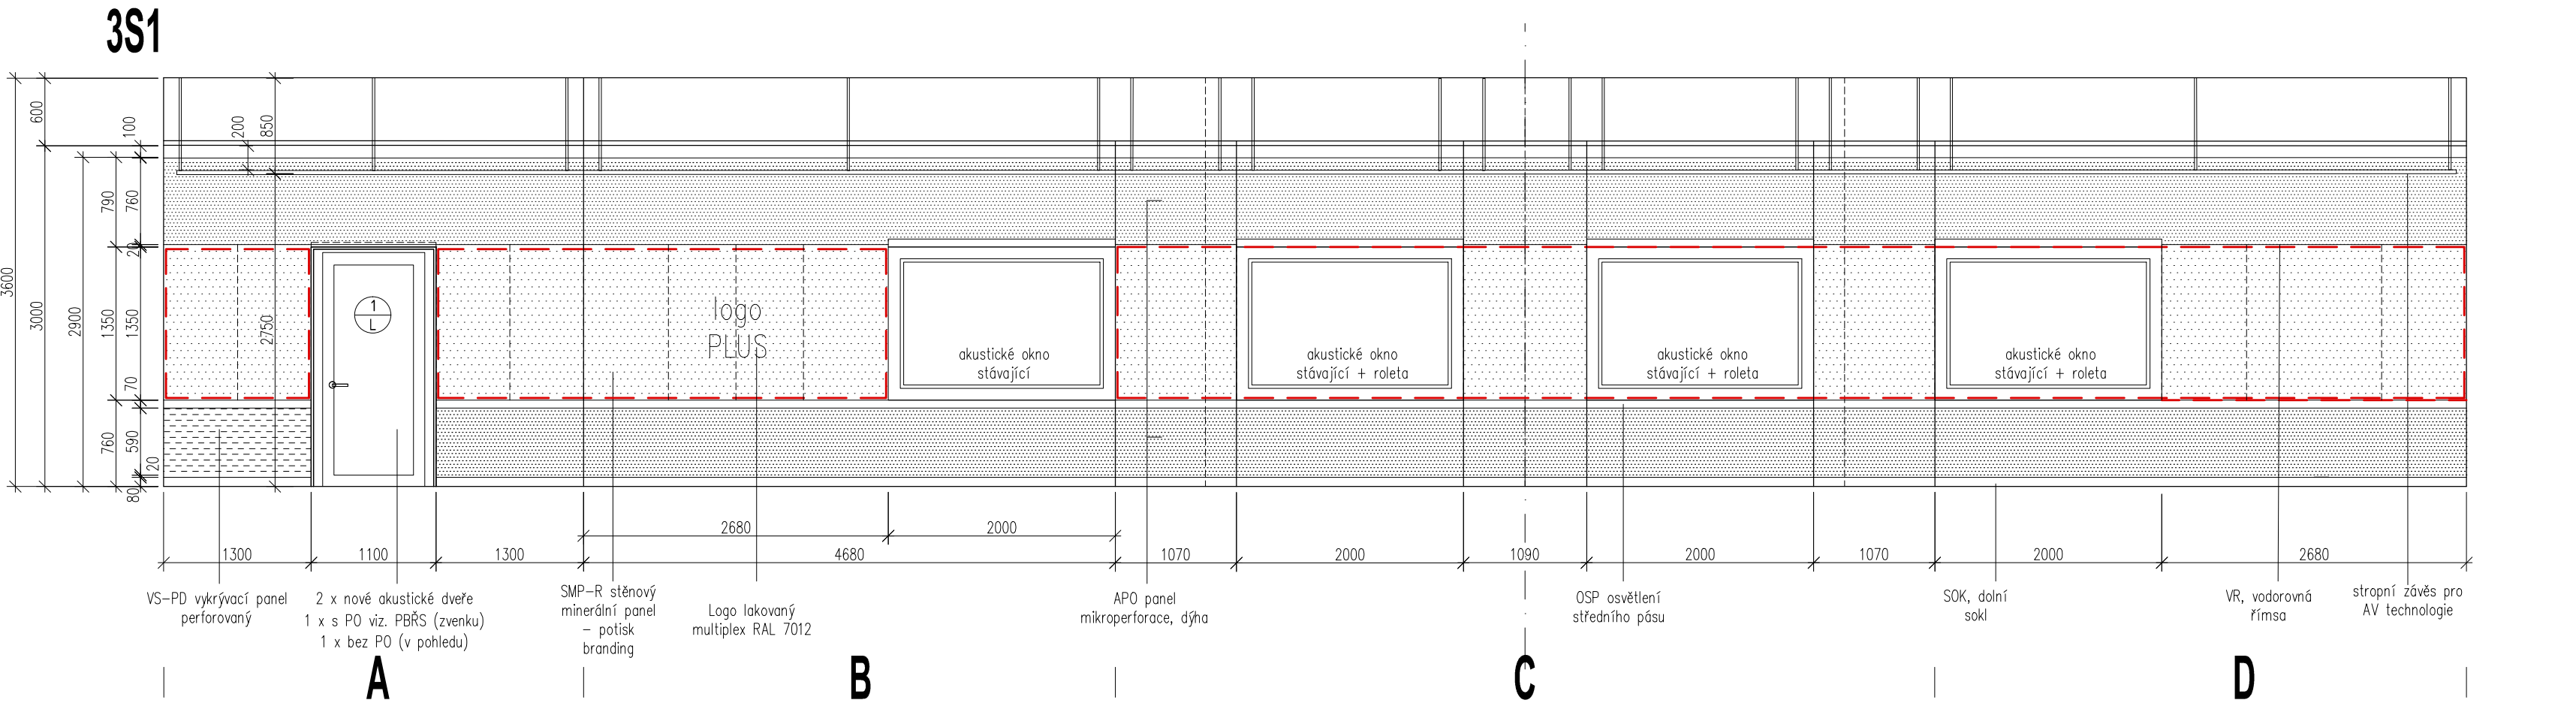 3S1
3600
600
3000
2900
100
790
1350
760
760
20
1350
170
590
20
80
200
850
2750
1
L
logo
PLUS
akustické okno
stávající
akustické okno
stávající + roleta
akustické okno
stávající + roleta
akustické okno
stávající + roleta
2680
2000
1300
1100
1300
4680
1070
2000
1090
2000
1070
2000
2680
VS-PD vykrývací panel
perforovaný
2 x nové akustické dveře
1 x s PO viz. PBŘS (zvenku)
1 x bez PO (v pohledu)
SMP-R stěnový
minerální panel
- potisk
branding
Logo lakovaný
multiplex RAL 7012
APO panel
mikroperforace, dýha
OSP osvětlení
středního pásu
SOK, dolní
sokl
VR, vodorovná
římsa
stropní závěs pro
AV technologie
A
B
C
D